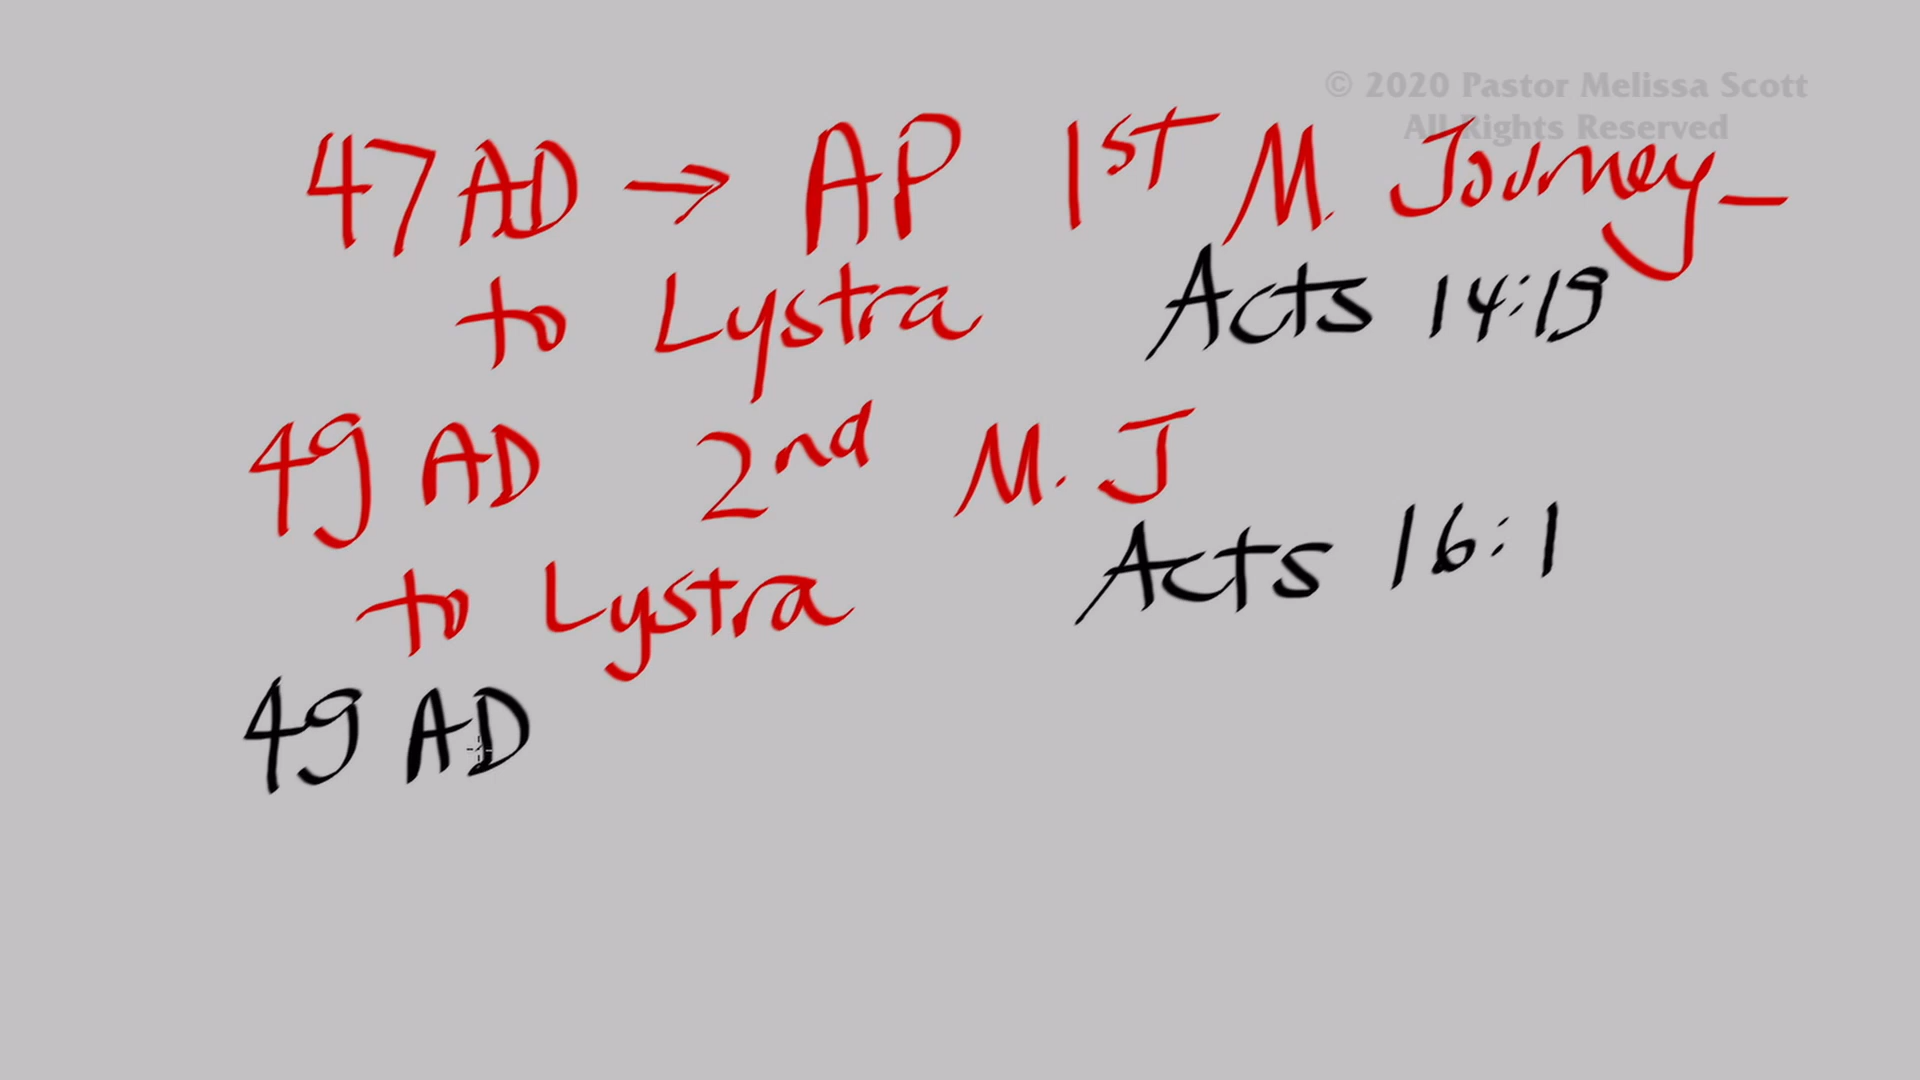 © 2020 Pastor Melissa Scott
All Rights Reserved
47 AD → AP 1st M. Journey -
to Lystra Acts 14:19
49 AD 2nd M. J
to Lystra Acts 16:1
49 AD